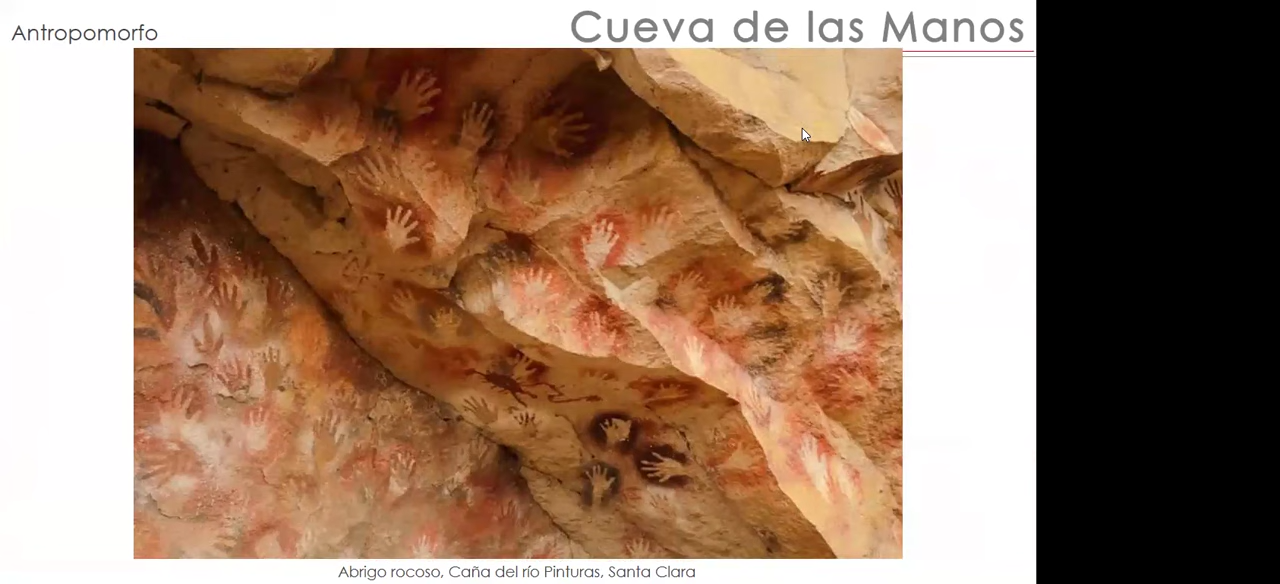 Antropomorfo
Cueva de las Manos
Abrigo rocoso, Caña del río Pinturas, Santa Clara